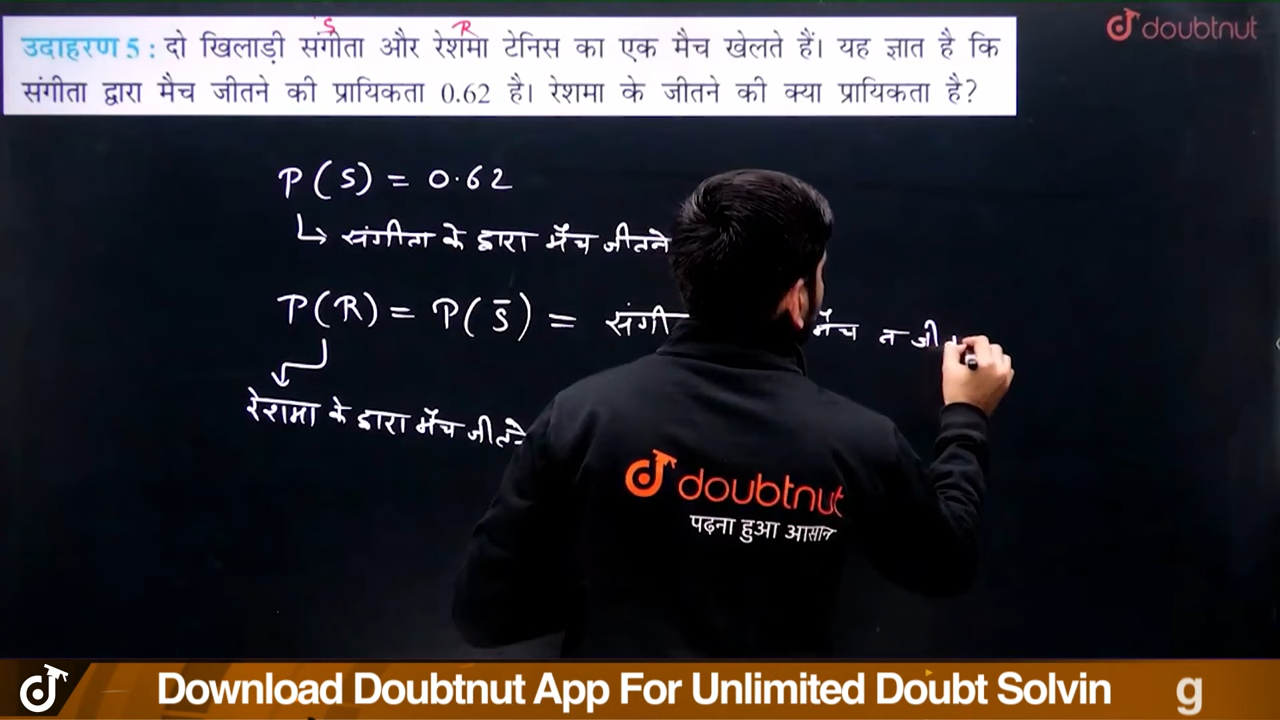 S R
उदाहरण 5 : दो खिलाड़ी संगीता और रेशमा टेनिस का एक मैच खेलते हैं। यह ज्ञात है कि
doubtnut
संगीता द्वारा मैच जीतने की प्रायिकता 0.62 है। रेशमा के जीतने की क्या प्रायिकता है?
P(S) = 0.62
संगीता के द्वारा मैच जीतने
P(R) = P(S̄) = संगी मैच न जी
रेशमा के द्वारा मैच जीतने
doubtnut
पढ़ना हुआ आसान
Download Doubtnut App For Unlimited Doubt Solvin g